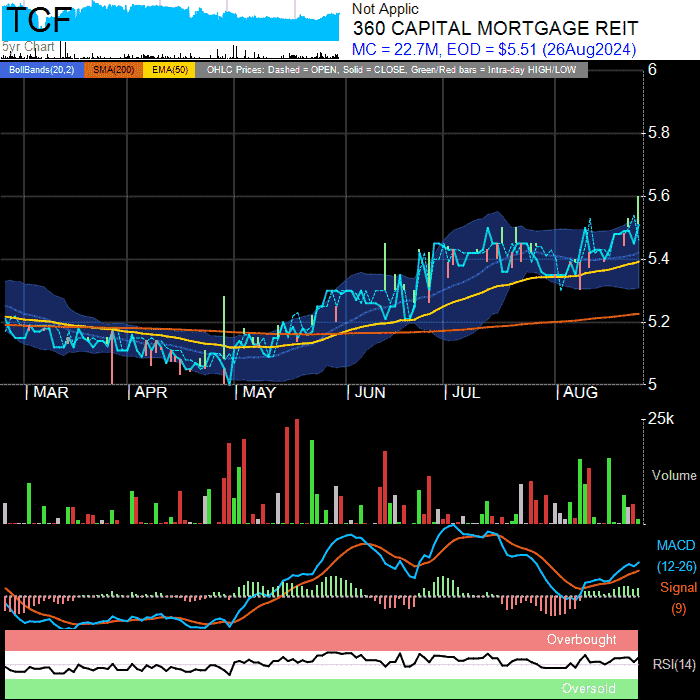 TCF
5yr Chart
Not Applic
360 CAPITAL MORTGAGE REIT
MC = 22.7M, EOD = $5.51 (26Aug2024)
BollBands(20,2) SMA(200) EMA(50) OHLC Prices: Dashed = OPEN, Solid = CLOSE, Green/Red bars = Intra-day HIGH/LOW
6
5.8
5.6
5.4
5.2
5
MAR APR MAY JUN JUL AUG
25k
Volume
MACD
(12-26)
Signal
(9)
Overbought
RSI(14)
Oversold